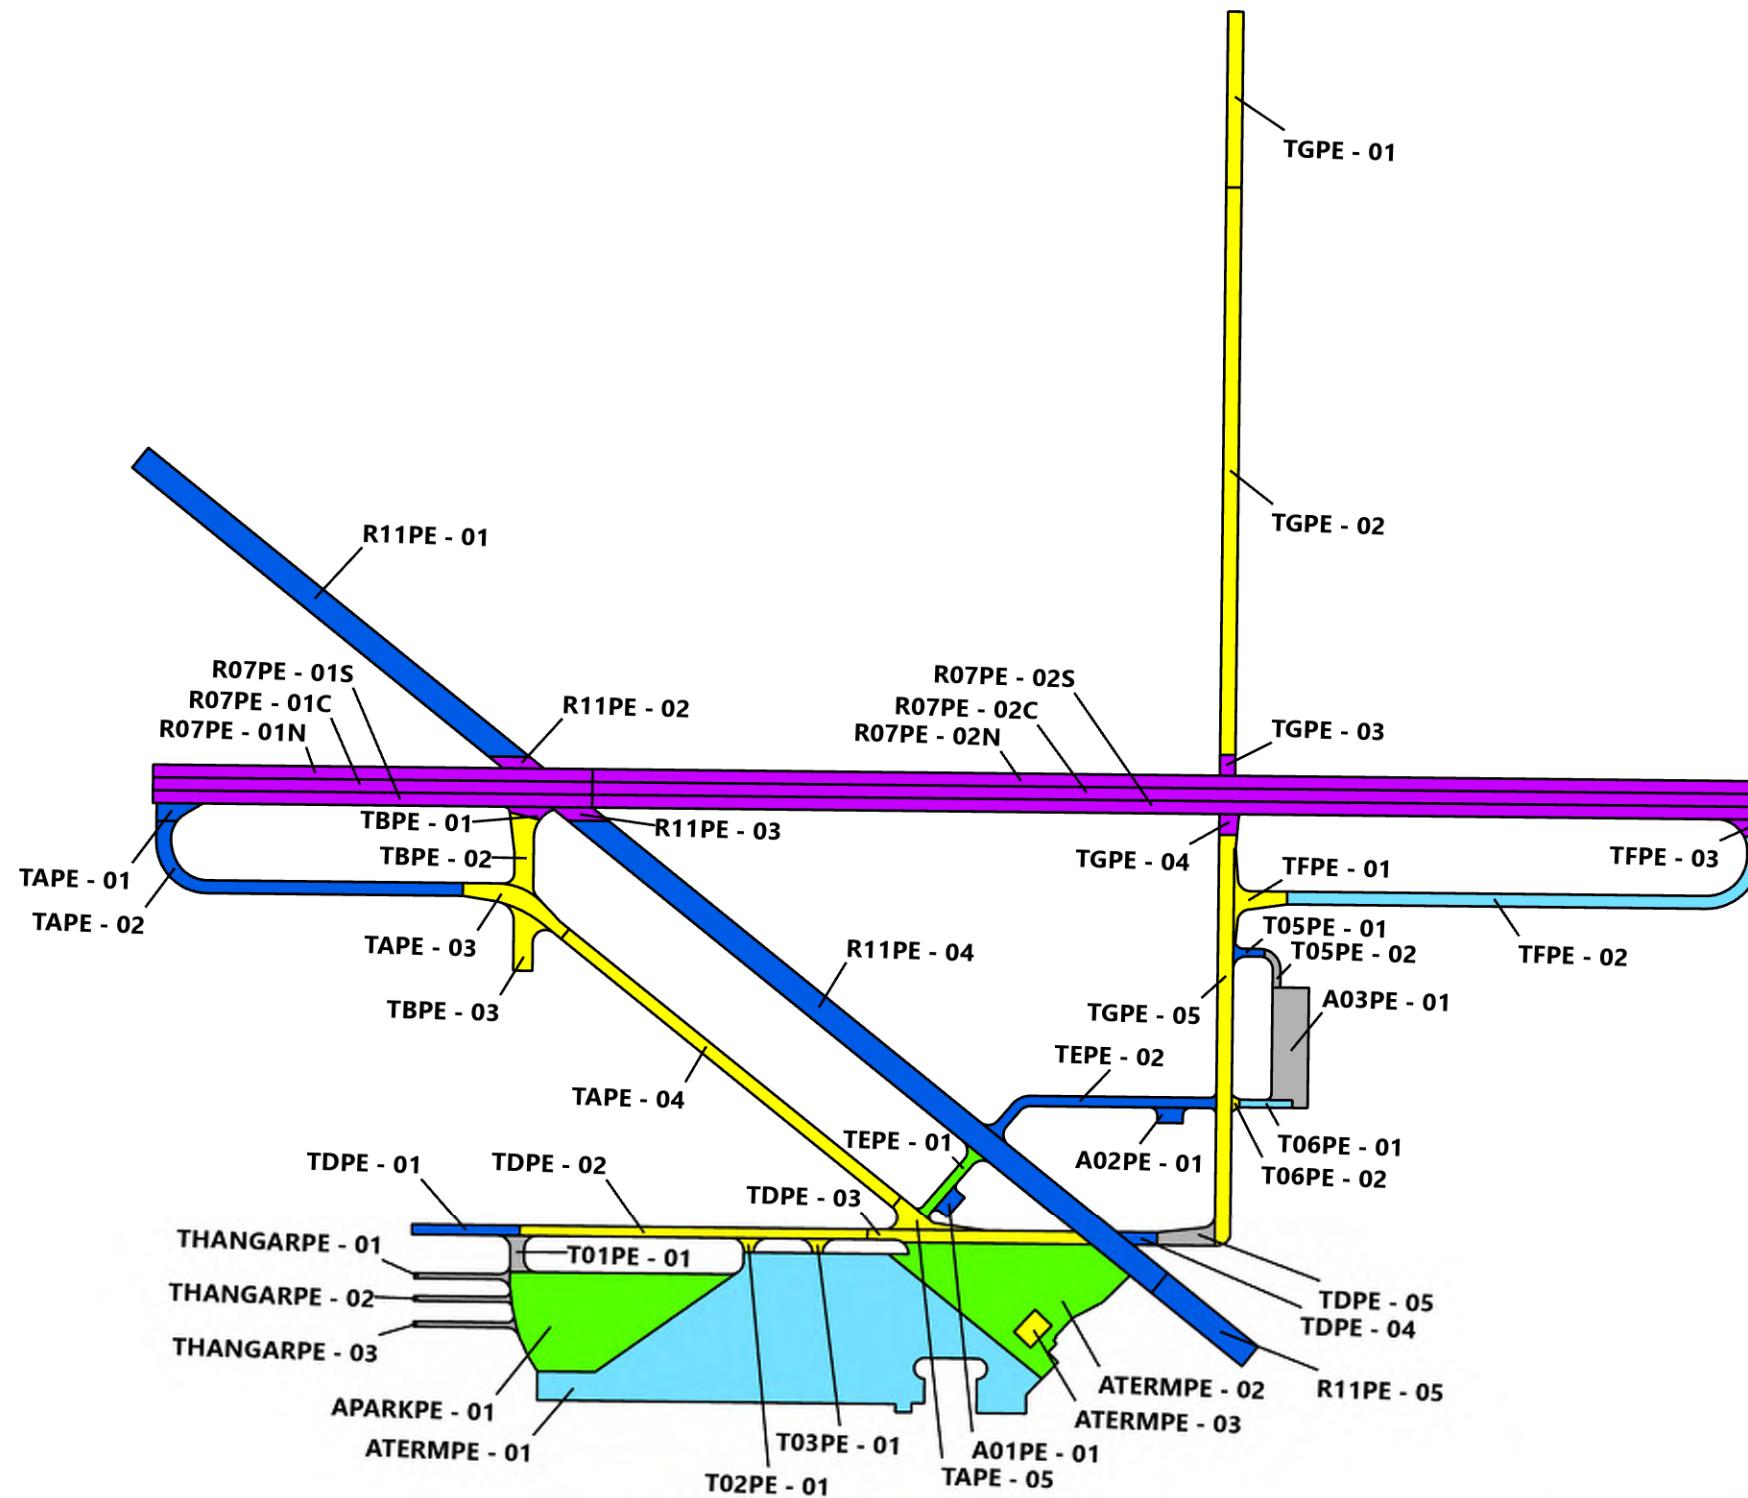 TGPE - 01
TGPE - 02
R11PE - 01
R07PE - 01S
R07PE - 01C
R07PE - 01N
R11PE - 02
R07PE - 02S
R07PE - 02C
R07PE - 02N
TGPE - 03
TBPE - 01
R11PE - 03
TBPE - 02
TGPE - 04
TFPE - 01
TFPE - 03
TAPE - 01
TAPE - 02
TAPE - 03
R11PE - 04
T05PE - 01
T05PE - 02
TFPE - 02
TBPE - 03
TGPE - 05
A03PE - 01
TEPE - 02
TAPE - 04
TEPE - 01
A02PE - 01
T06PE - 01
T06PE - 02
TDPE - 01
TDPE - 02
TDPE - 03
THANGARPE - 01
T01PE - 01
THANGARPE - 02
THANGARPE - 03
TDPE - 05
TDPE - 04
APARKPE - 01
ATERMPE - 01
ATERMPE - 02
ATERMPE - 03
R11PE - 05
T03PE - 01
A01PE - 01
TAPE - 05
T02PE - 01